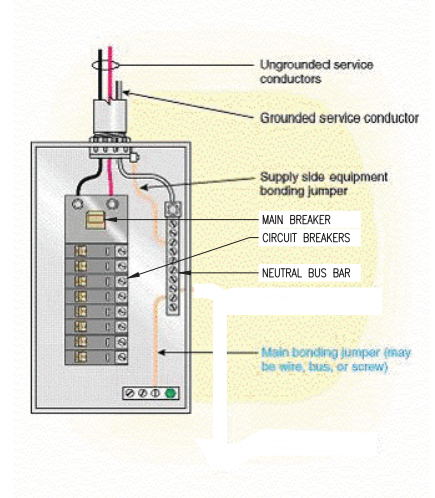 Ungrounded service
conductors
Grounded service conductor
Supply side equipment
bonding jumper
MAIN BREAKER
CIRCUIT BREAKERS
NEUTRAL BUS BAR
Main bonding jumper (may
be wire, bus, or screw)